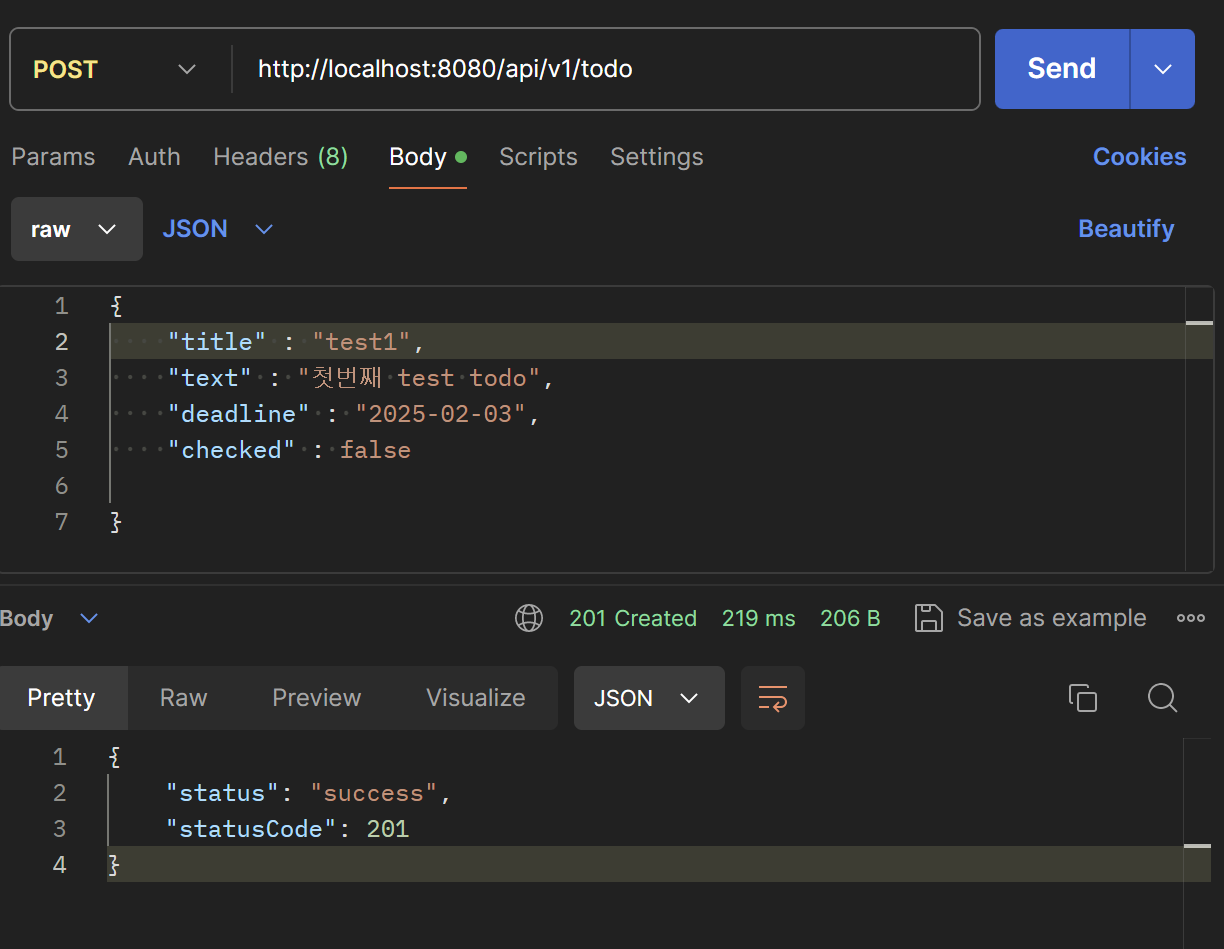 POST http://localhost:8080/api/v1/todo Send
Params Auth Headers (8) Body Scripts Settings Cookies
raw JSON Beautify
1 {
2 "title" : "test1",
3 "text" : "첫번째 test todo",
4 "deadline" : "2025-02-03",
5 "checked" : false
6
7 }
Body 201 Created 219 ms 206 B Save as example
Pretty Raw Preview Visualize JSON
1 {
2 "status": "success",
3 "statusCode": 201
4 }